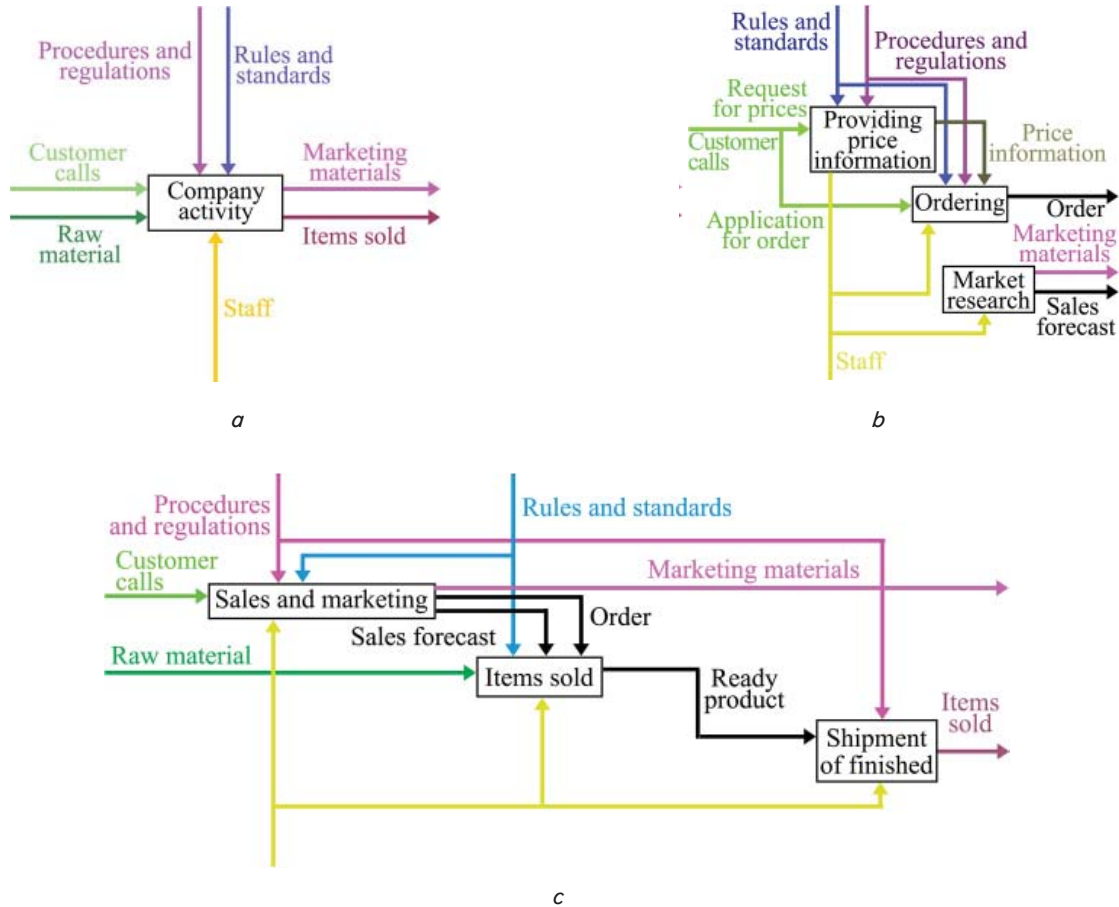 Procedures and
regulations
Rules and
standards
Customer
calls
Marketing
materials
Company
activity
Raw
material
Items sold
Staff
a
Rules and
standards
Procedures and
regulations
Request
for prices
Providing
price
information
Price
information
Customer
calls
Ordering
Order
Application
for order
Marketing
materials
Market
research
Sales
forecast
Staff
b
Procedures
and regulations
Rules and standards
Customer
calls
Marketing materials
Sales and marketing
Order
Sales forecast
Raw material
Items sold
Ready
product
Items
sold
Shipment
of finished
c